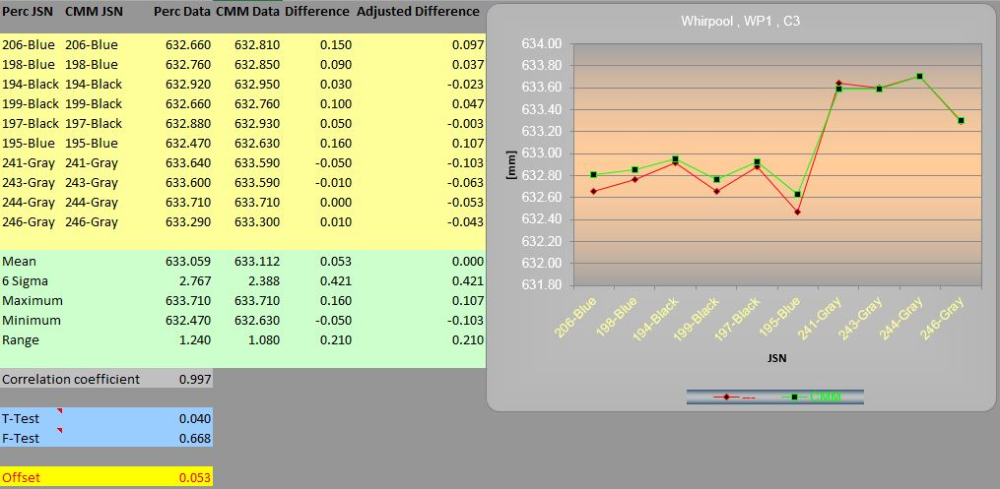 Perc JSN CMM JSN Perc Data CMM Data Difference Adjusted Difference
206-Blue 206-Blue 632.660 632.810 0.150 0.097
198-Blue 198-Blue 632.760 632.850 0.090 0.037
194-Black 194-Black 632.920 632.950 0.030 -0.023
199-Black 199-Black 632.660 632.760 0.100 0.047
197-Black 197-Black 632.880 632.930 0.050 -0.003
195-Blue 195-Blue 632.470 632.630 0.160 0.107
241-Gray 241-Gray 633.640 633.590 -0.050 -0.103
243-Gray 243-Gray 633.600 633.590 -0.010 -0.063
244-Gray 244-Gray 633.710 633.710 0.000 -0.053
246-Gray 246-Gray 633.290 633.300 0.010 -0.043
Mean 633.059 633.112 0.053 0.000
6 Sigma 2.767 2.388 0.421 0.421
Maximum 633.710 633.710 0.160 0.107
Minimum 632.470 632.630 -0.050 -0.103
Range 1.240 1.080 0.210 0.210
Correlation coefficient 0.997
T-Test 0.040
F-Test 0.668
Offset 0.053
Whirpool , WP1 , C3
634.00
633.80
633.60
633.40
633.20
633.00
632.80
632.60
632.40
632.20
632.00
631.80
[mm]
206-Blue
198-Blue
194-Black
199-Black
197-Black
195-Blue
241-Gray
243-Gray
244-Gray
246-Gray
JSN
--- CMM